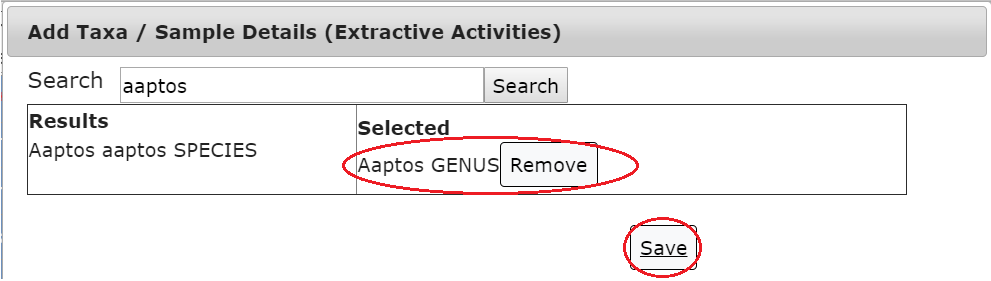 Add Taxa / Sample Details (Extractive Activities)
Search aaptos Search
Results
Aaptos aaptos SPECIES
Selected
Aaptos GENUS Remove
Save